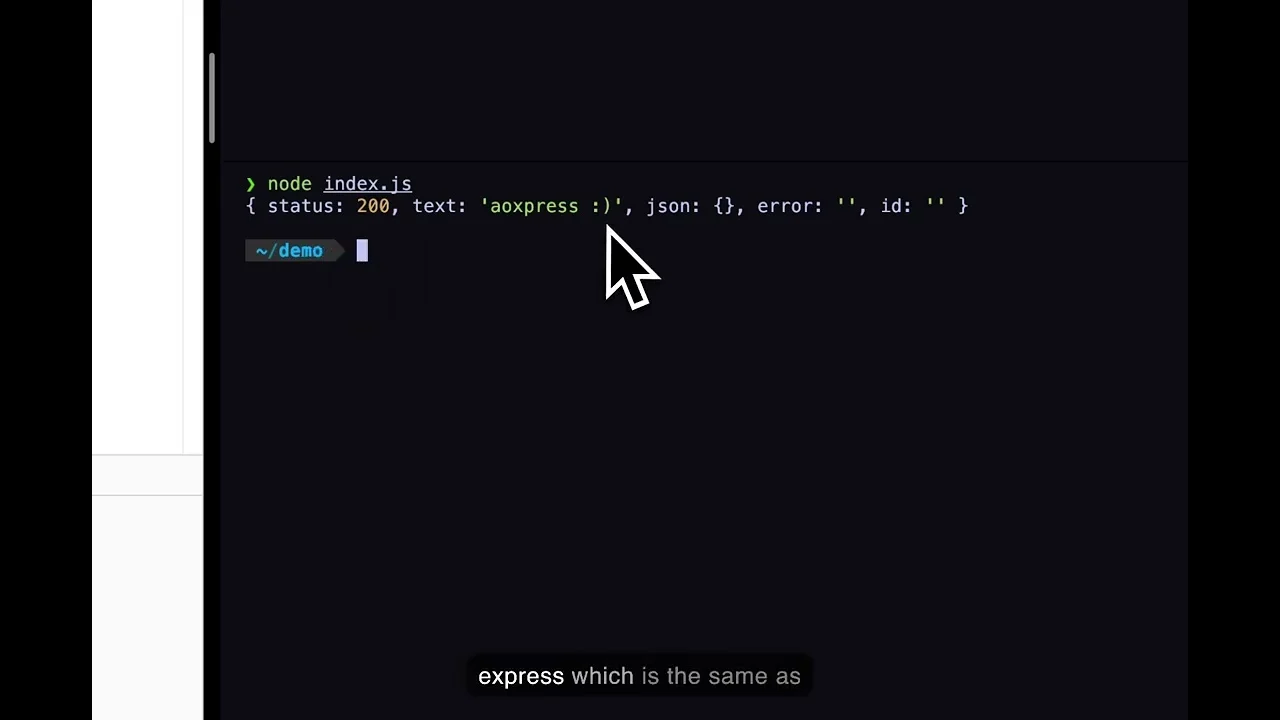 ❯ node index.js
{ status: 200, text: 'aoxpress :)', json: {}, error: '', id: '' }
~/demo
express which is the same as